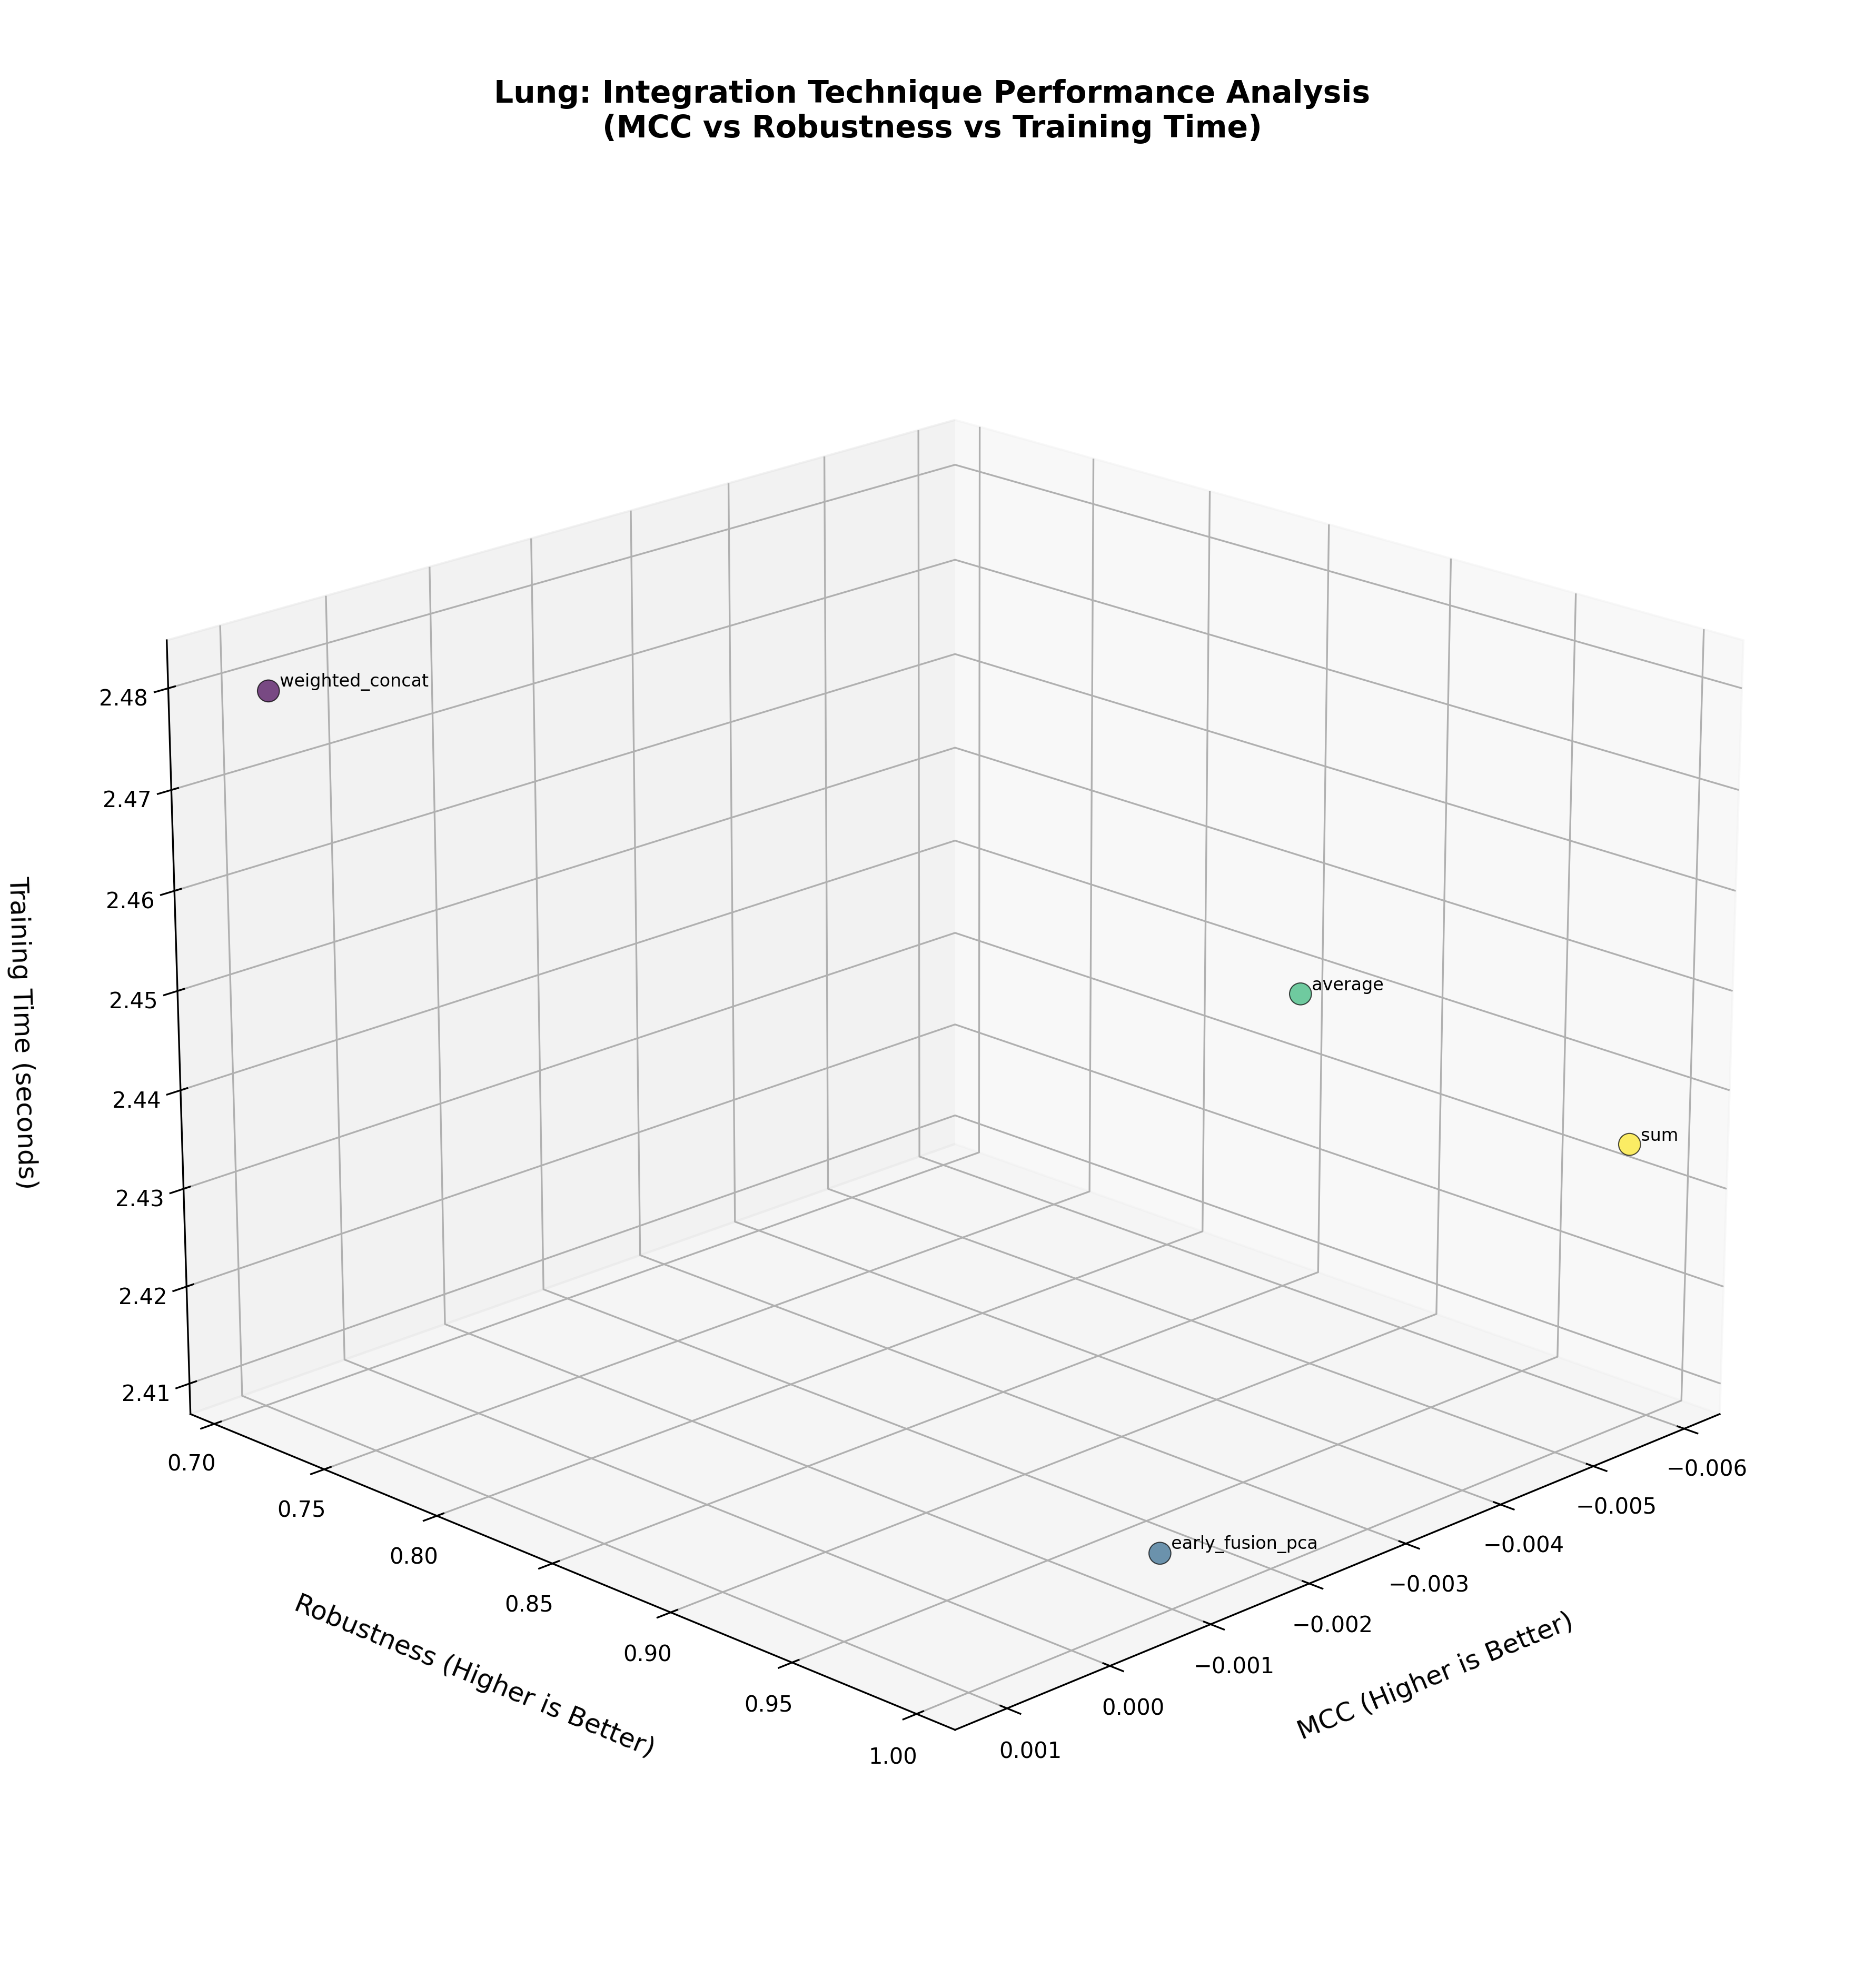 Lung: Integration Technique Performance Analysis
(MCC vs Robustness vs Training Time)
weighted_concat
average
sum
early_fusion_pca
Training Time (seconds)
2.48
2.47
2.46
2.45
2.44
2.43
2.42
2.41
Robustness (Higher is Better)
0.70
0.75
0.80
0.85
0.90
0.95
1.00
MCC (Higher is Better)
0.001
0.000
−0.001
−0.002
−0.003
−0.004
−0.005
−0.006